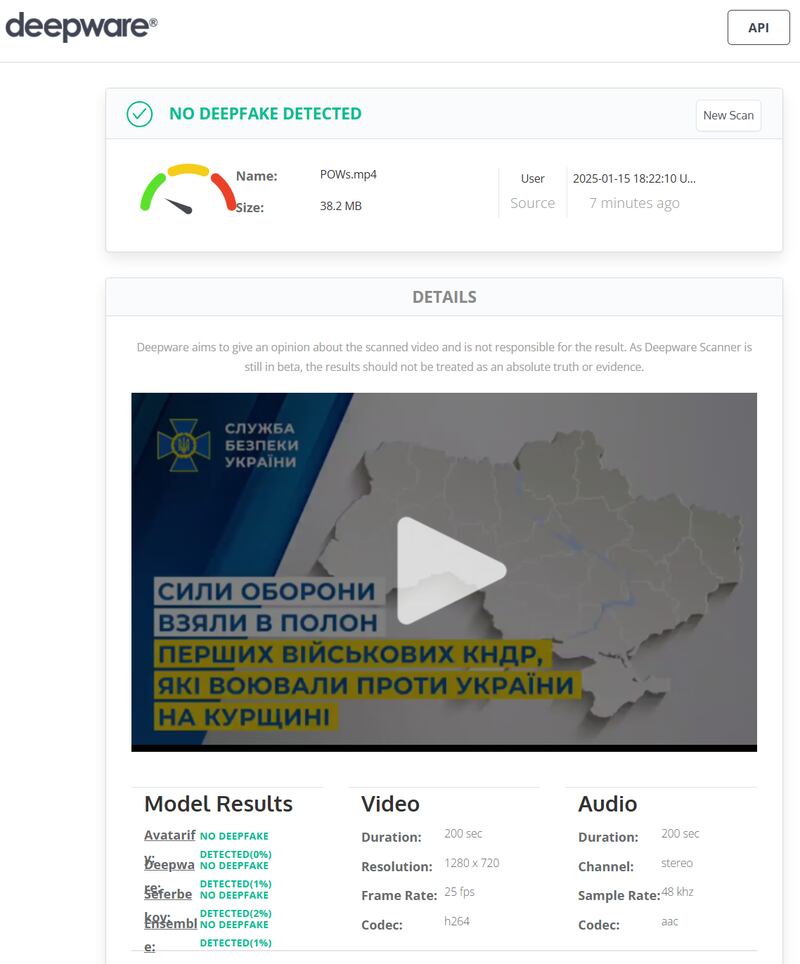 deepware®
API
NO DEEPFAKE DETECTED
New Scan
Name:
POWs.mp4
Size:
38.2 MB
User
Source
2025-01-15 18:22:10 U...
7 minutes ago
DETAILS
Deepware aims to give an opinion about the scanned video and is not responsible for the result. As Deepware Scanner is
still in beta, the results should not be treated as an absolute truth or evidence.
СЛУЖБА
БЕЗПЕКИ
УКРАЇНИ
СИЛИ ОБОРОНИ
ВЗЯЛИ В ПОЛОН
ПЕРШИХ ВІЙСЬКОВИХ КНДР,
ЯКІ ВОЮВАЛИ ПРОТИ УКРАЇНИ
НА КУРЩИНІ
Model Results
Avatarif
y:
NO DEEPFAKE
DETECTED(0%)
Deepwa
re:
NO DEEPFAKE
DETECTED(1%)
Seferbe
kov:
NO DEEPFAKE
DETECTED(2%)
Ensembl
e:
NO DEEPFAKE
DETECTED(1%)
Video
Duration:
200 sec
Resolution:
1280 x 720
Frame Rate:
25 fps
Codec:
h264
Audio
Duration:
200 sec
Channel:
stereo
Sample Rate:
48 khz
Codec:
aac